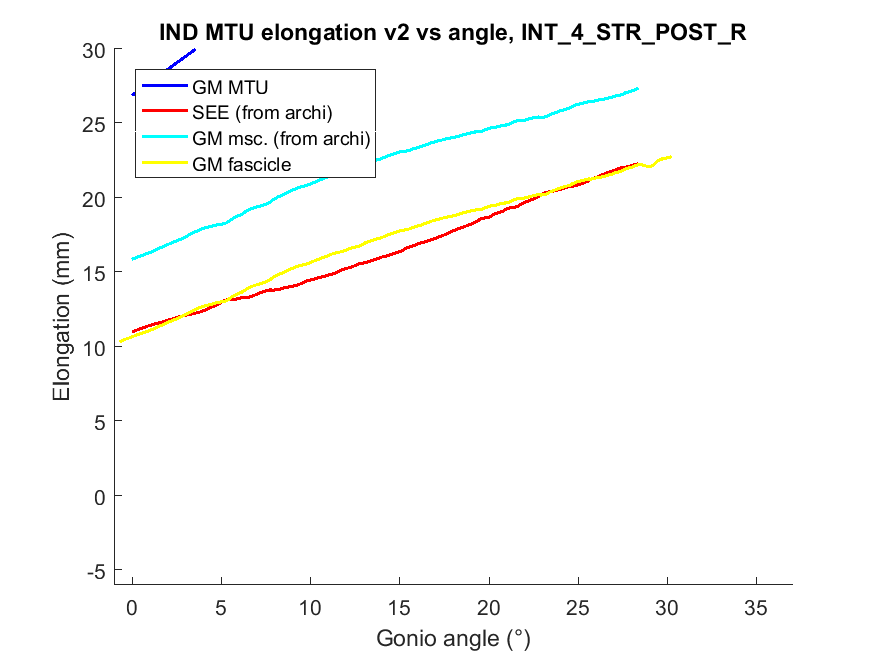 IND MTU elongation v2 vs angle, INT_4_STR_POST_R
30
25
20
15
10
5
0
-5
Elongation (mm)
GM MTU
SEE (from archi)
GM msc. (from archi)
GM fascicle
0 5 10 15 20 25 30 35
Gonio angle (°)